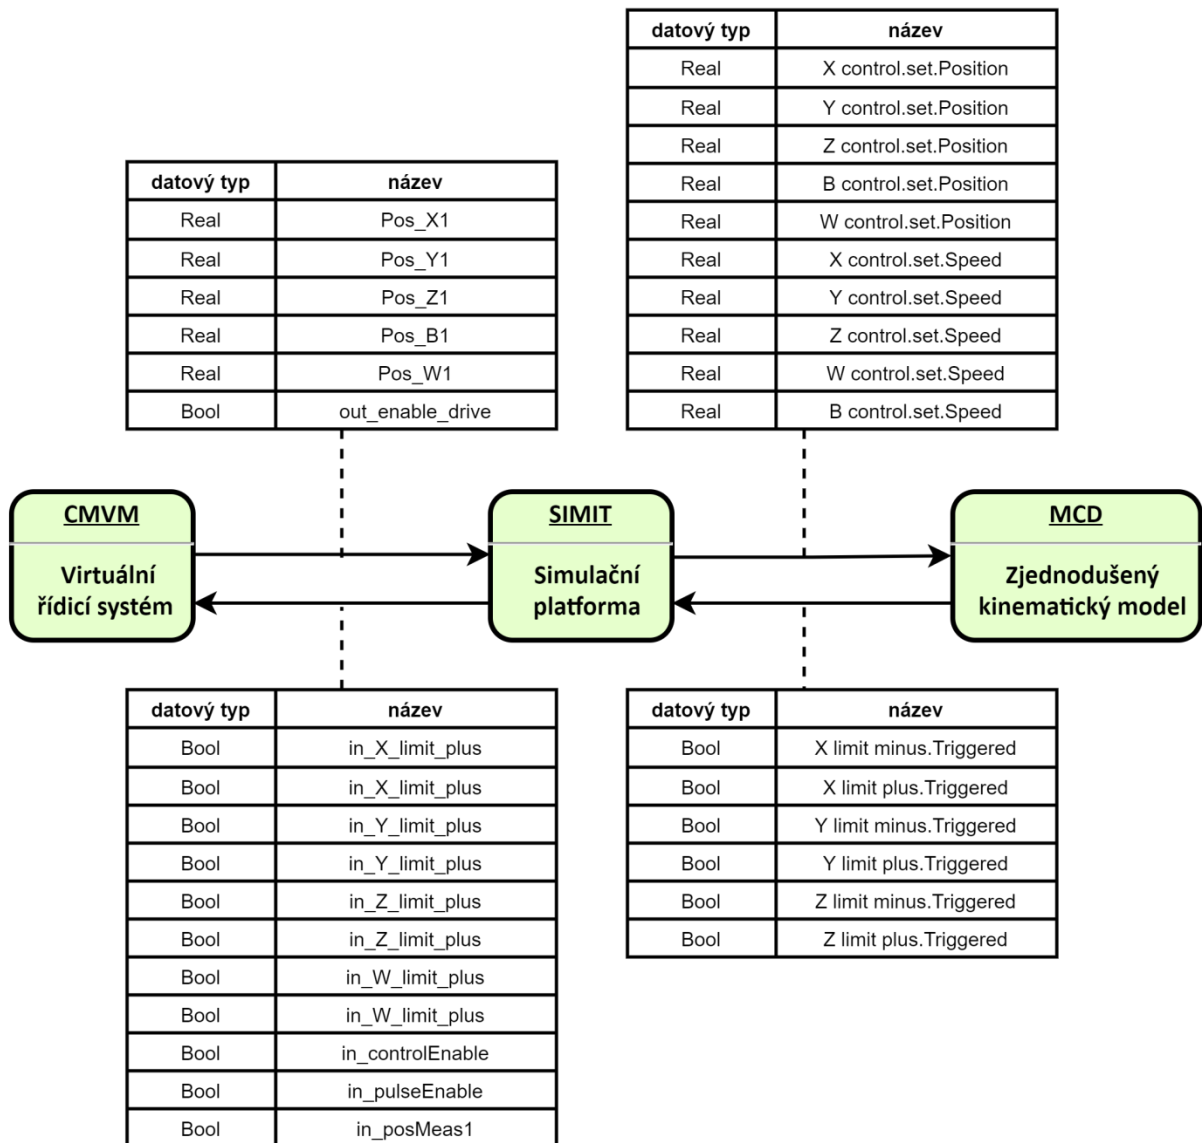 datový typ název
Real X control.set.Position
Real Y control.set.Position
Real Z control.set.Position
Real B control.set.Position
Real W control.set.Position
Real X control.set.Speed
Real Y control.set.Speed
Real Z control.set.Speed
Real W control.set.Speed
Real B control.set.Speed
datový typ název
Real Pos_X1
Real Pos_Y1
Real Pos_Z1
Real Pos_B1
Real Pos_W1
Bool out_enable_drive
CMVM
Virtuální
řídicí systém
SIMIT
Simulační
platforma
MCD
Zjednodušený
kinematický model
datový typ název
Bool in_X_limit_plus
Bool in_X_limit_plus
Bool in_Y_limit_plus
Bool in_Y_limit_plus
Bool in_Z_limit_plus
Bool in_Z_limit_plus
Bool in_W_limit_plus
Bool in_W_limit_plus
Bool in_controlEnable
Bool in_pulseEnable
Bool in_posMeas1
datový typ název
Bool X limit minus.Triggered
Bool X limit plus.Triggered
Bool Y limit minus.Triggered
Bool Y limit plus.Triggered
Bool Z limit minus.Triggered
Bool Z limit plus.Triggered